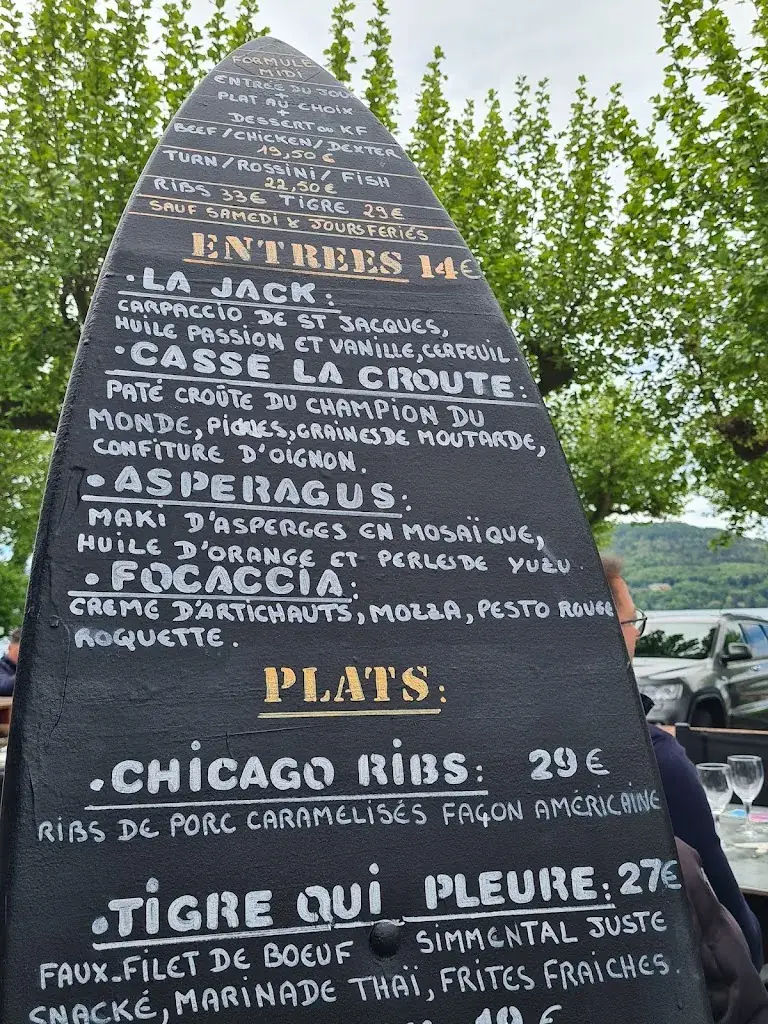 FORMULE
MIDI
ENTRÉE DU JOUR
+
PLAT AU CHOIX
+
DESSERT OU KF
BEEF/CHICKEN/DEXTER
19,50 €
TURN/ROSSINI/FISH
22,50€
RIBS 33€ TIGRE 29€
SAUF SAMEDI & JOURS FERIÉS
ENTREES 14€
·LA JACK:
CARPACCIO DE ST JACQUES,
HUILE PASSION ET VANILLE, CERFEUIL.
·CASSE LA CROUTE:
PATÉ CROÛTE DU CHAMPION DU
MONDE, PICKLES, GRAINES DE MOUTARDE,
CONFITURE D'OIGNON.
·ASPERAGUS:
MAKI D'ASPERGES EN MOSAÏQUE,
HUILE D'ORANGE ET PERLES DE YUZU.
·FOCACCIA:
CREME D'ARTICHAUTS, MOZZA, PESTO ROUGE
ROQUETTE.
PLATS:
·CHICAGO RIBS: 29€
RIBS DE PORC CARAMELISÉS FAÇON AMÉRICAINE
·TIGRE QUI PLEURE: 27€
FAUX-FILET DE BOEUF SIMMENTAL JUSTE
SNACKÉ, MARINADE THAÏ, FRITES FRAICHES.